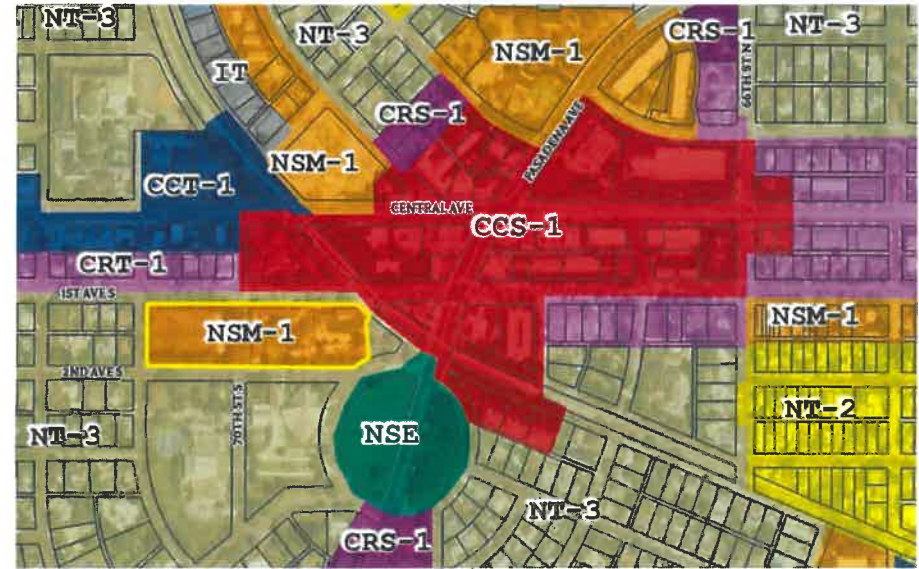 NT-3
NT-3
NSM-1
CRS-1
NT-3
IT
66TH ST N
CRS-1
PASADENA AVE
NSM-1
CCT-1
CENTRAL AVE
CCS-1
CRT-1
1ST AVE S
NSM-1
NSM-1
2ND AVE S
NT-2
70TH ST S
NT-3
NSE
NT-3
CRS-1